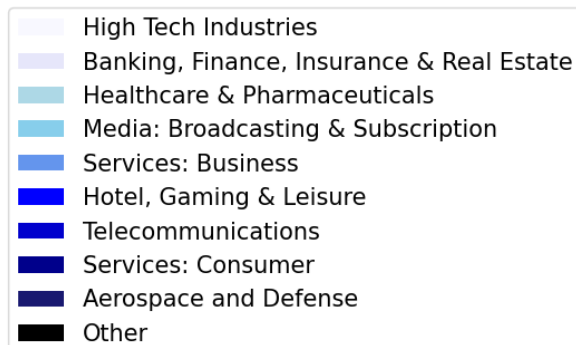 High Tech Industries
Banking, Finance, Insurance & Real Estate
Healthcare & Pharmaceuticals
Media: Broadcasting & Subscription
Services: Business
Hotel, Gaming & Leisure
Telecommunications
Services: Consumer
Aerospace and Defense
Other